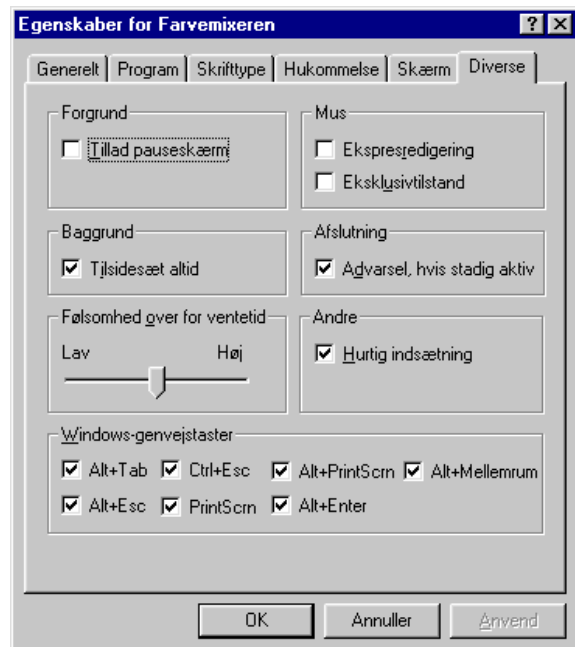 Egenskaber for Farvemixeren
Generelt Program Skrifttype Hukommelse Skærm Diverse
Forgrund
Tillad pauseskærm
Mus
Ekspresredigering
Eksklusivtilstand
Baggrund
Tilsidesæt altid
Afslutning
Advarsel, hvis stadig aktiv
Følsomhed over for ventetid
Lav Høj
Andre
Hurtig indsætning
Windows-genvejstaster
Alt+Tab Ctrl+Esc Alt+PrintScrn Alt+Mellemrum
Alt+Esc PrintScrn Alt+Enter
OK Annuller Anvend